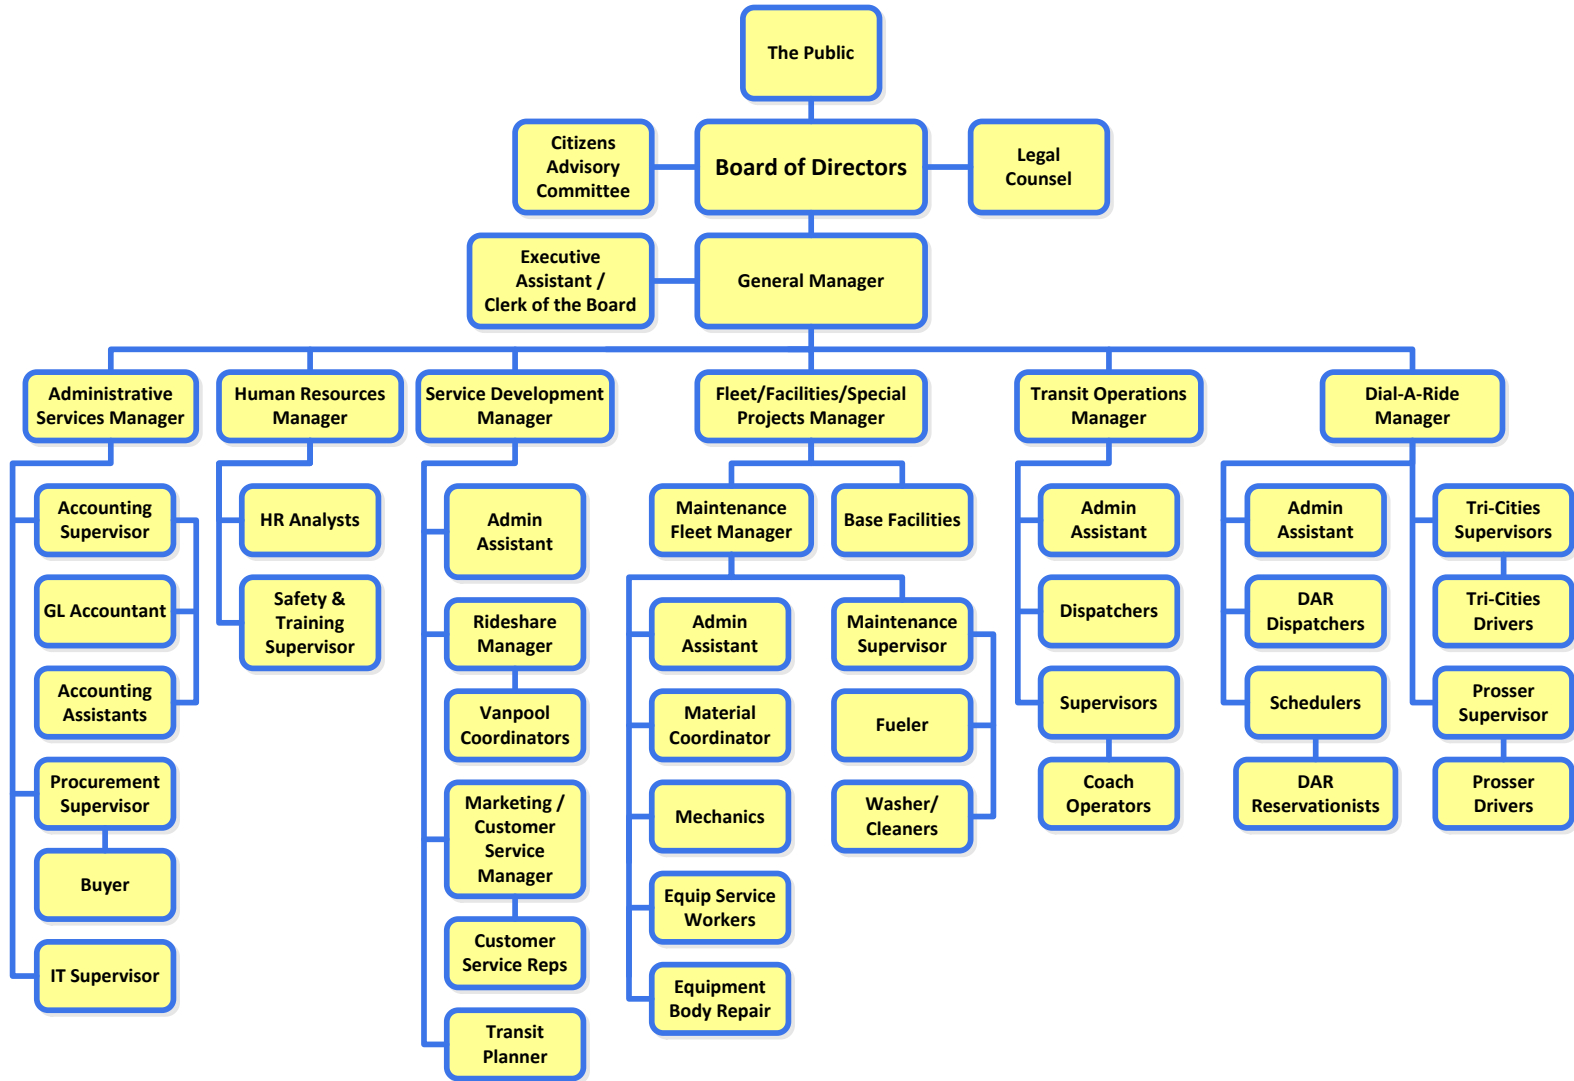 The Public
Citizens
Advisory
Committee
Board of Directors
Legal
Counsel
Executive
Assistant /
Clerk of the Board
General Manager
Administrative
Services Manager
Human Resources
Manager
Service Development
Manager
Fleet/Facilities/Special
Projects Manager
Transit Operations
Manager
Dial-A-Ride
Manager
Accounting
Supervisor
GL Accountant
Accounting
Assistants
Procurement
Supervisor
Buyer
IT Supervisor
HR Analysts
Safety &
Training
Supervisor
Admin
Assistant
Rideshare
Manager
Vanpool
Coordinators
Marketing /
Customer
Service
Manager
Customer
Service Reps
Transit
Planner
Maintenance
Fleet Manager
Base Facilities
Admin
Assistant
Material
Coordinator
Mechanics
Equip Service
Workers
Equipment
Body Repair
Maintenance
Supervisor
Fueler
Washer/
Cleaners
Admin
Assistant
Dispatchers
Supervisors
Coach
Operators
Admin
Assistant
DAR
Dispatchers
Schedulers
DAR
Reservationists
Tri-Cities
Supervisors
Tri-Cities
Drivers
Prosser
Supervisor
Prosser
Drivers